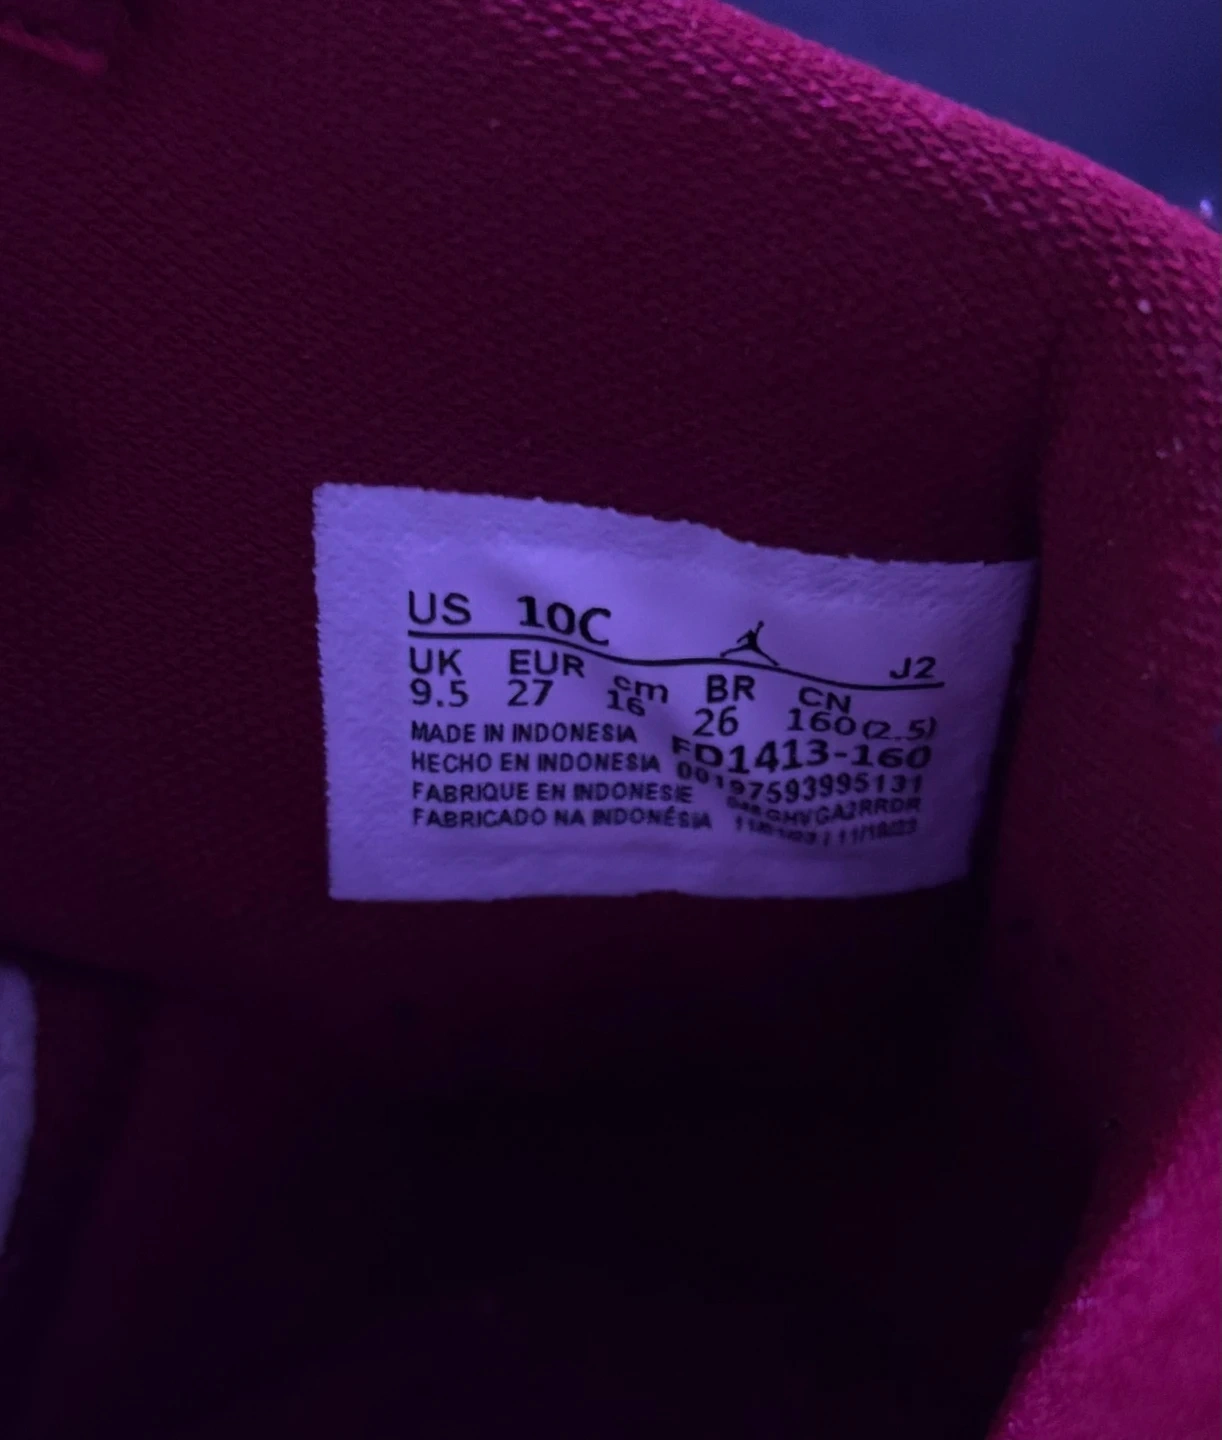 US 10C
J2
UK EUR cm BR CN
9.5 27 16 26 160(2.5)
MADE IN INDONESIA
HECHO EN INDONESIA
FABRIQUE EN INDONESIE
FABRICADO NA INDONÉSIA
FD1413-160
00197593995131